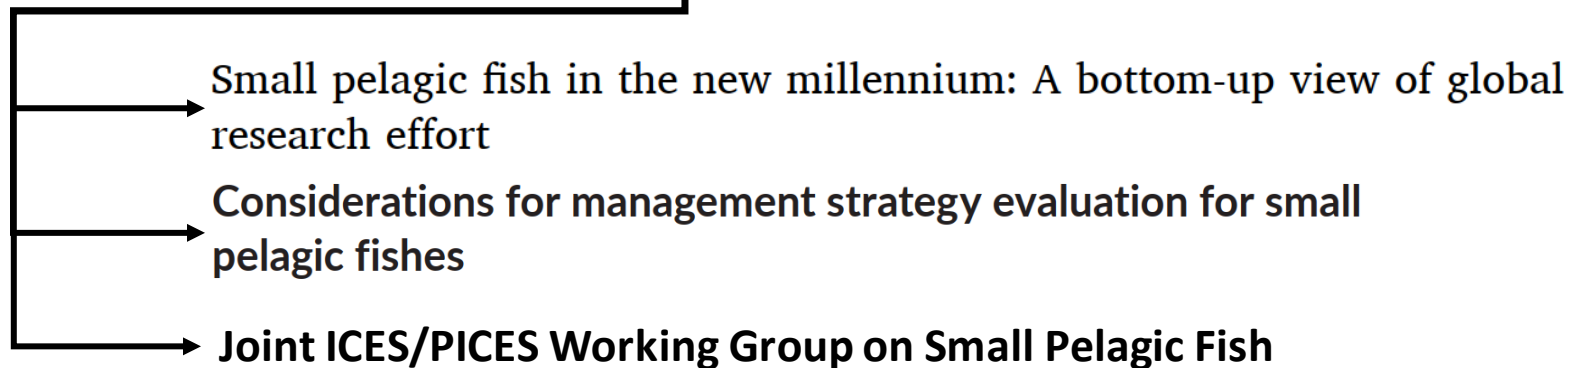 Small pelagic fish in the new millennium: A bottom-up view of global
research effort
Considerations for management strategy evaluation for small
pelagic fishes
Joint ICES/PICES Working Group on Small Pelagic Fish